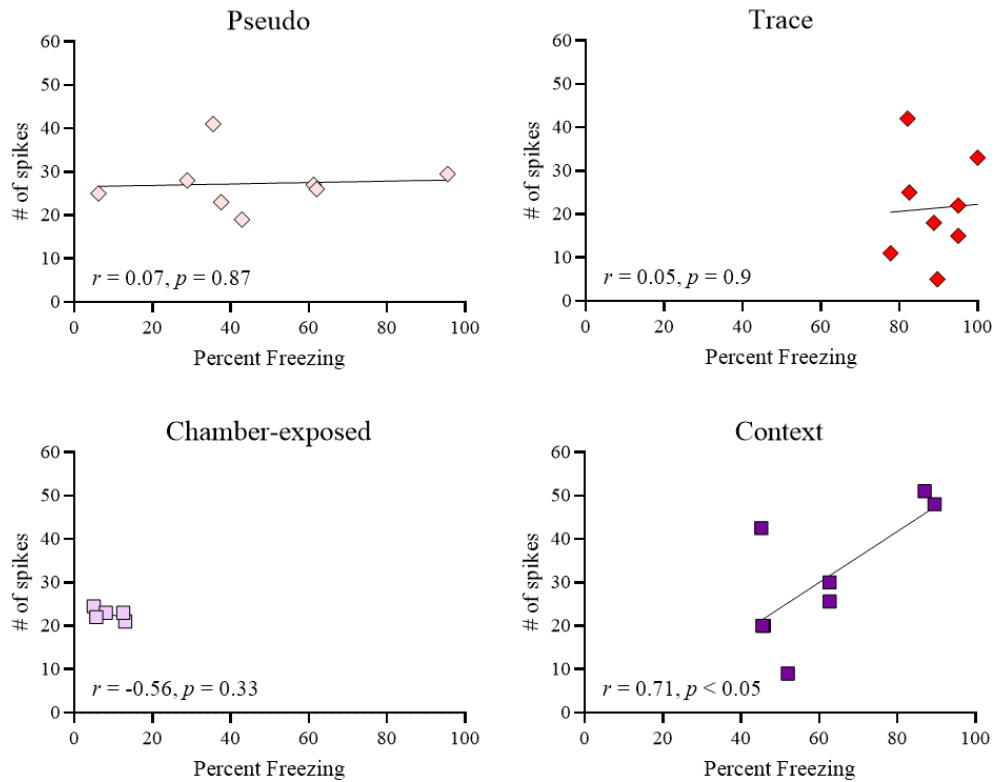 Pseudo
60
50
40
30
20
10
0
# of spikes
r = 0.07, p = 0.87
0 20 40 60 80 100
Percent Freezing
Trace
60
50
40
30
20
10
0
# of spikes
r = 0.05, p = 0.9
0 20 40 60 80 100
Percent Freezing
Chamber-exposed
60
50
40
30
20
10
0
# of spikes
r = -0.56, p = 0.33
0 20 40 60 80 100
Percent Freezing
Context
60
50
40
30
20
10
0
# of spikes
r = 0.71, p < 0.05
0 20 40 60 80 100
Percent Freezing